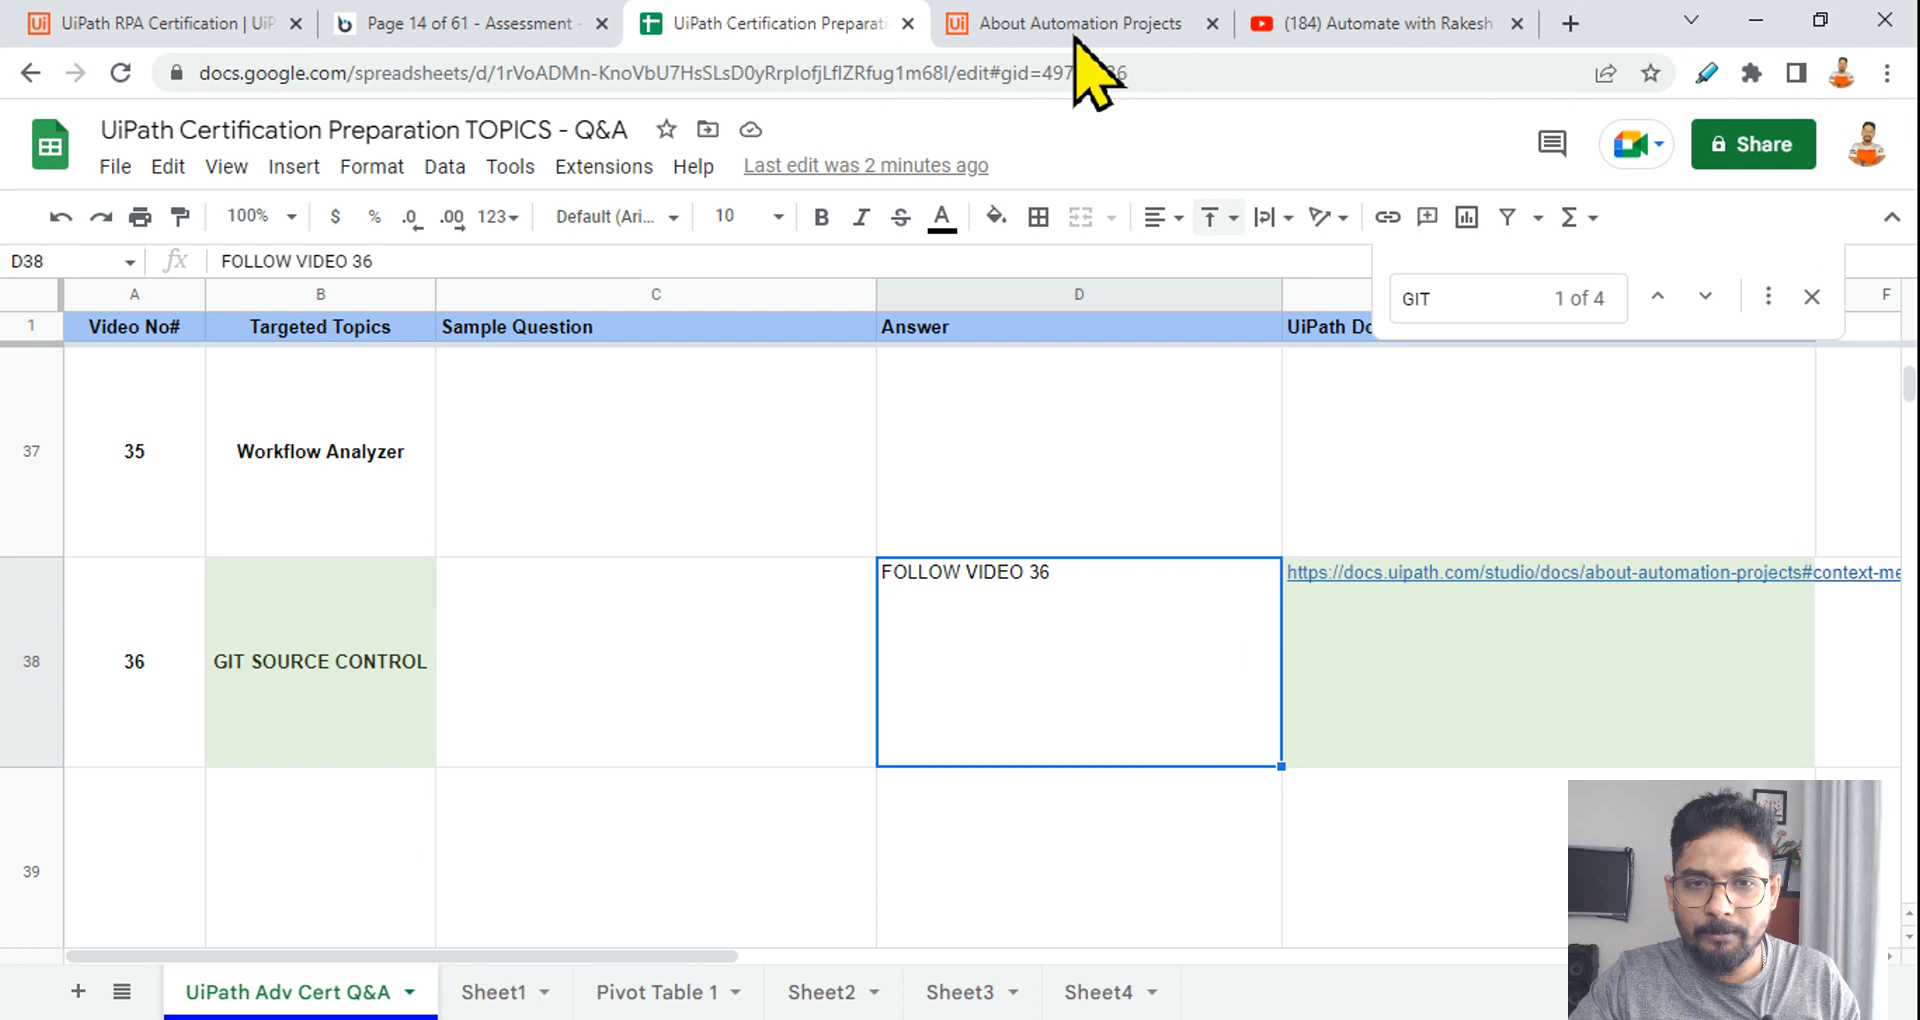 UiPath RPA Certification | UiP
Page 14 of 61 - Assessment -
UiPath Certification Preparati
About Automation Projects
(184) Automate with Rakesh
docs.google.com/spreadsheets/d/1rVoADMn-KnoVbU7HsSLsD0yRrpIofjLflZRfug1m68I/edit#gid=497
36
UiPath Certification Preparation TOPICS - Q&A
File Edit View Insert Format Data Tools Extensions Help Last edit was 2 minutes ago
Share
100% $ % .0 .00 123 Default (Ari... 10 B I S A
D38 fx FOLLOW VIDEO 36
GIT 1 of 4
A B C D F
1 Video No# Targeted Topics Sample Question Answer UiPath Do
37 35 Workflow Analyzer
FOLLOW VIDEO 36 https://docs.uipath.com/studio/docs/about-automation-projects#context-me
38 36 GIT SOURCE CONTROL
39
UiPath Adv Cert Q&A Sheet1 Pivot Table 1 Sheet2 Sheet3 Sheet4